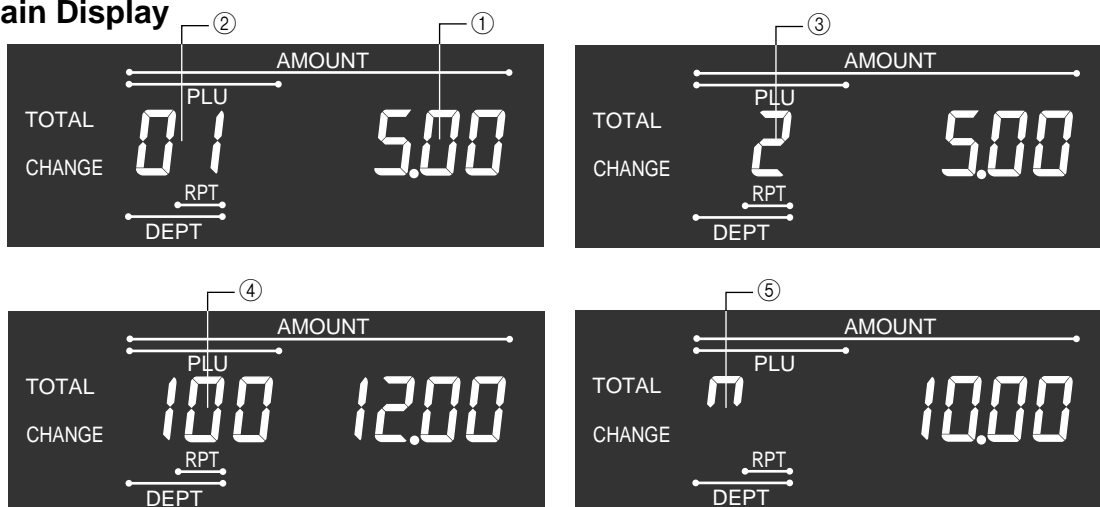 ain Display
② ① ③
AMOUNT
PLU
TOTAL
01 5.00
CHANGE
RPT
DEPT
AMOUNT
PLU
TOTAL
2 5.00
CHANGE
RPT
DEPT
④ ⑤
AMOUNT
PLU
TOTAL
100 12.00
CHANGE
RPT
DEPT
AMOUNT
PLU
TOTAL
n 10.00
CHANGE
RPT
DEPT